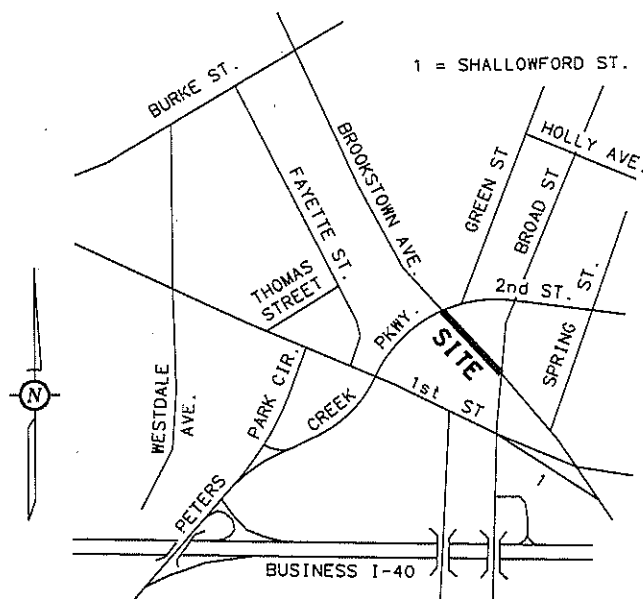 1 = SHALLOWFORD ST.
BURKE ST.
HOLLY AVE.
BROOKSTOWN AVE.
GREEN ST
BROAD ST
FAYETTE ST.
THOMAS
STREET
2nd ST.
SPRING ST.
PKWY.
SITE
N
WESTDALE
AVE.
PARK CIR.
CREEK
1st ST
PETERS
1
BUSINESS I-40